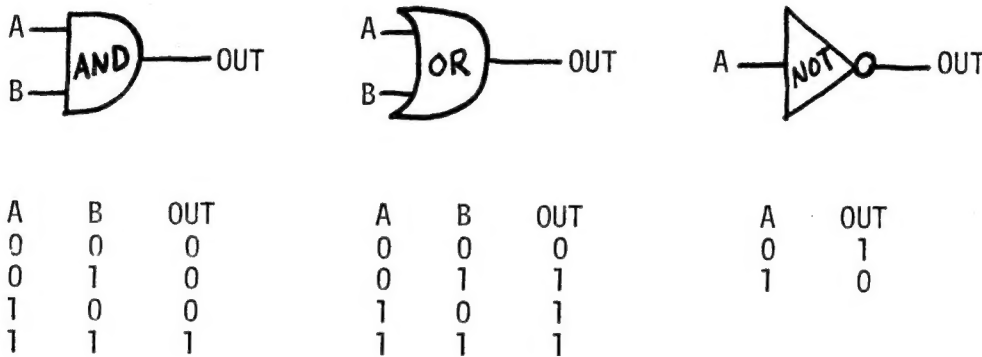 A AND OUT
B
A OR OUT
B
A NOT OUT
A B OUT
0 0 0
0 1 0
1 0 0
1 1 1
A B OUT
0 0 0
0 1 1
1 0 1
1 1 1
A OUT
0 1
1 0